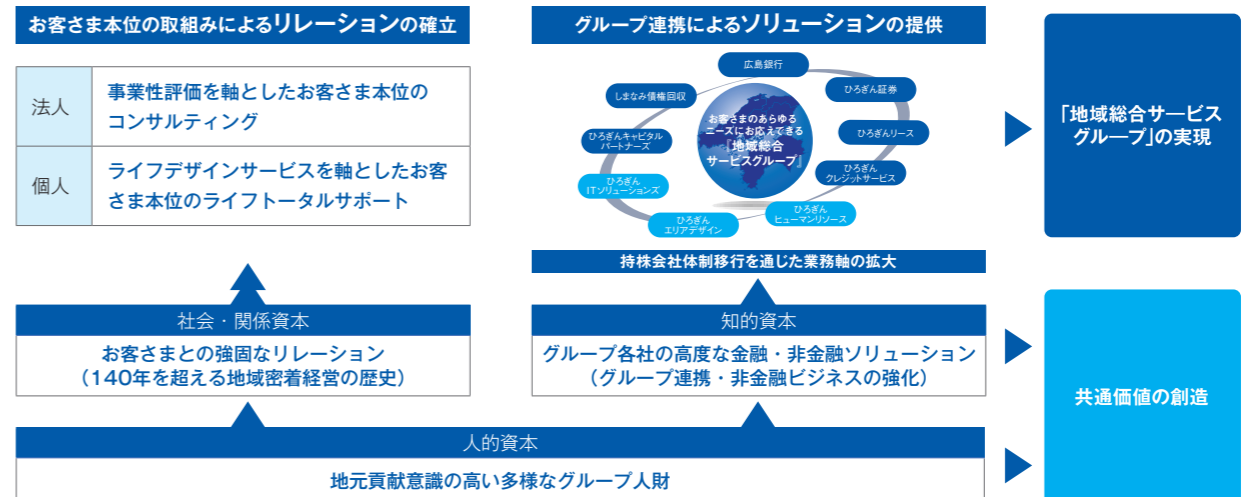 お客さま本位の取組みによるリレーションの確立
法人
事業性評価を軸としたお客さま本位の
コンサルティング
個人
ライフデザインサービスを軸としたお客
さま本位のライフトータルサポート
社会・関係資本
お客さまとの強固なリレーション
（140年を超える地域密着経営の歴史）
グループ連携によるソリューションの提供
広島銀行
しまなみ債権回収
ひろぎん証券
ひろぎんキャピタル
パートナーズ
ひろぎんリース
お客さまのあらゆる
ニーズにお応えできる
『地域総合
サービスグループ』
ひろぎん
ITソリューションズ
ひろぎん
クレジットサービス
ひろぎん
エリアデザイン
ひろぎん
ヒューマンリソース
持株会社体制移行を通じた業務軸の拡大
知的資本
グループ各社の高度な金融・非金融ソリューション
（グループ連携・非金融ビジネスの強化）
人的資本
地元貢献意識の高い多様なグループ人財
「地域総合サービス
グループ」の実現
共通価値の創造